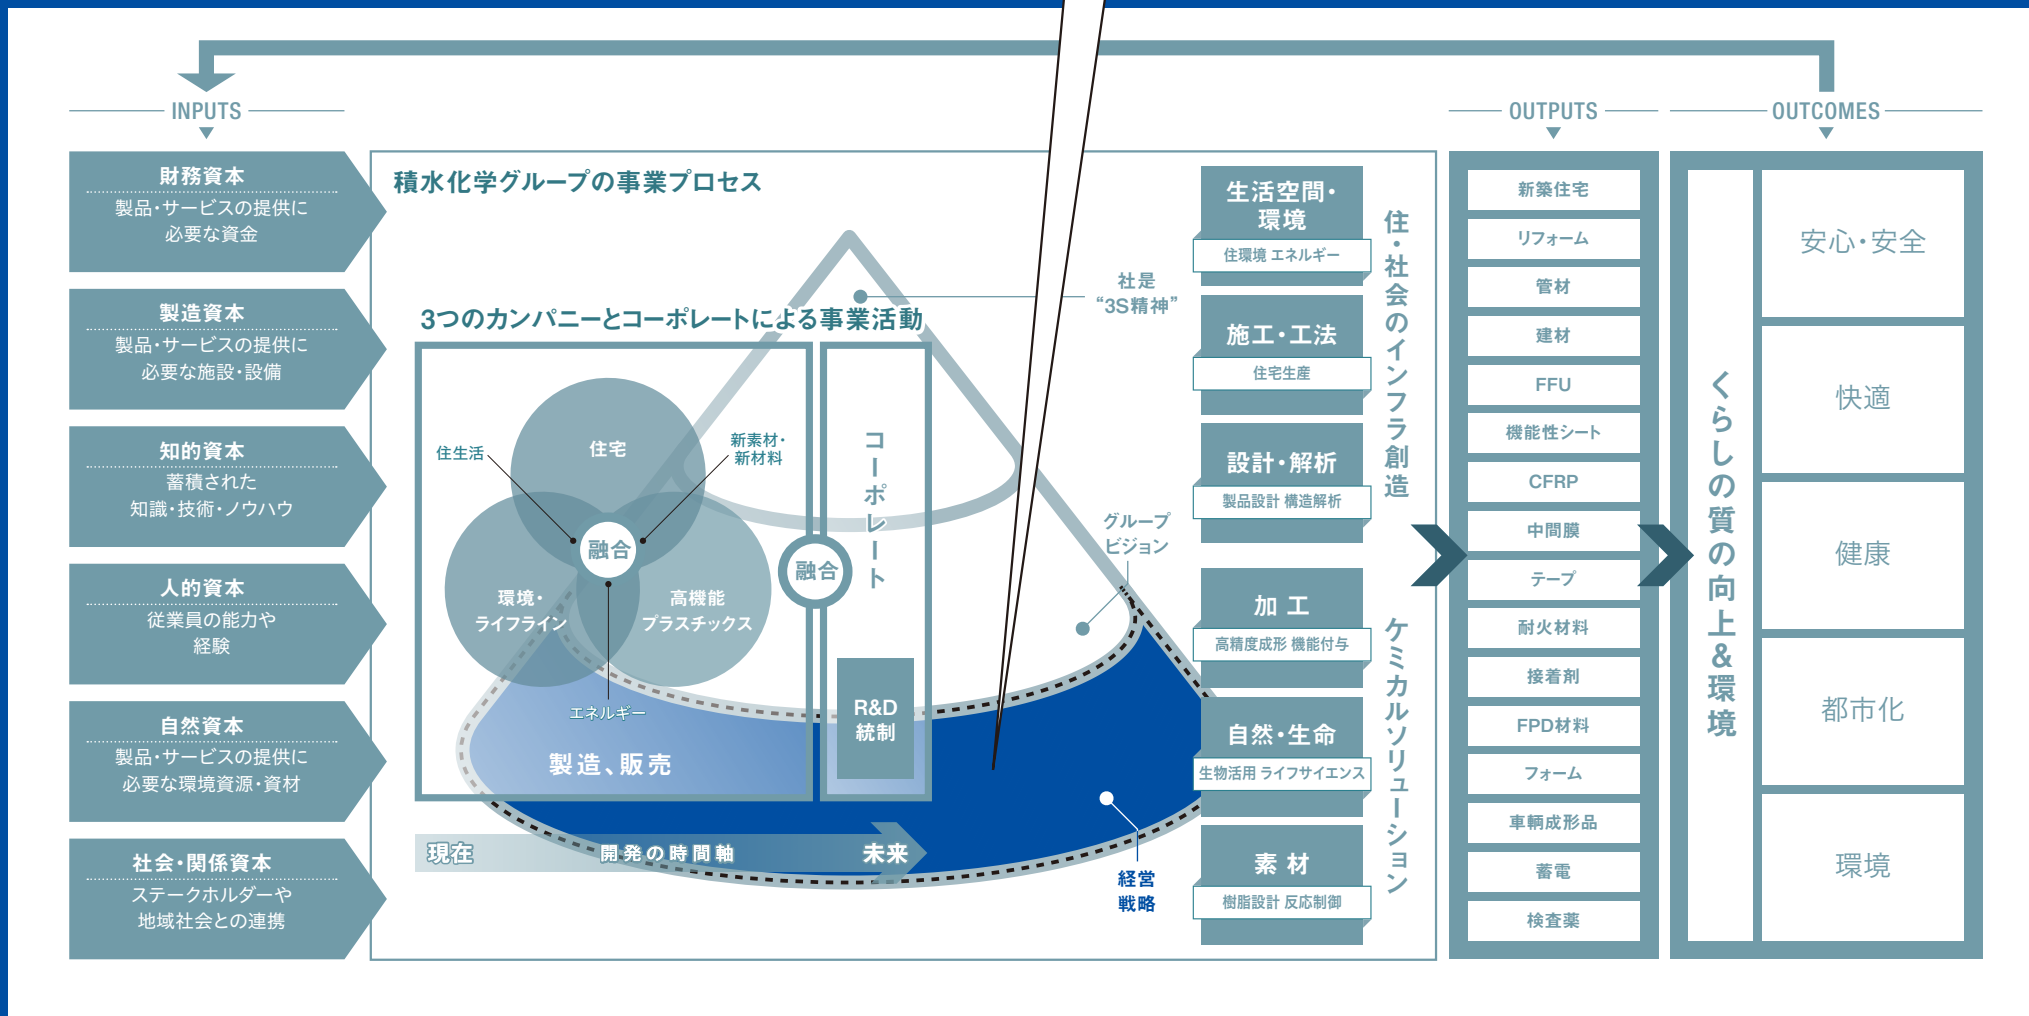 INPUTS
財務資本
製品・サービスの提供に
必要な資金
製造資本
製品・サービスの提供に
必要な施設・設備
知的資本
蓄積された
知識・技術・ノウハウ
人的資本
従業員の能力や
経験
自然資本
製品・サービスの提供に
必要な環境資源・資材
社会・関係資本
ステークホルダーや
地域社会との連携
積水化学グループの事業プロセス
3つのカンパニーとコーポレートによる事業活動
住生活
住宅
新素材・
新材料
融合
環境・
ライフライン
高機能
プラスチックス
エネルギー
製造、販売
コーポレート
融合
R&D
統制
現在
開発の時間軸
未来
社是
“3S精神”
グループ
ビジョン
経営
戦略
生活空間・
環境
住環境 エネルギー
施工・工法
住宅生産
設計・解析
製品設計 構造解析
加工
高精度成形 機能付与
自然・生命
生物活用 ライフサイエンス
素材
樹脂設計 反応制御
住・社会のインフラ創造
ケミカルソリューション
OUTPUTS
新築住宅
リフォーム
管材
建材
FFU
機能性シート
CFRP
中間膜
テープ
耐火材料
接着剤
FPD材料
フォーム
車輌成形品
蓄電
検査薬
OUTCOMES
くらしの質の向上&環境
安心・安全
快適
健康
都市化
環境